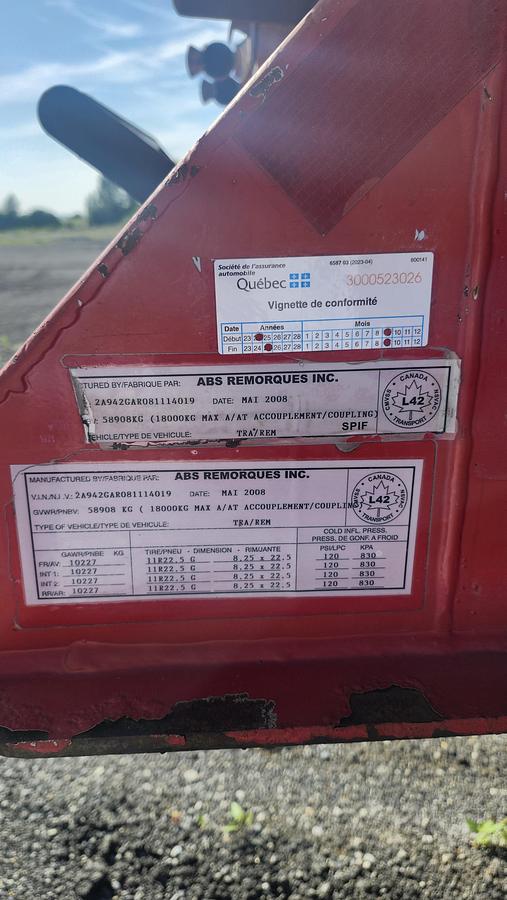 Société de l'assurance
automobile
6587 03 (2023-04)
600141
Québec
3000523026
Vignette de conformité
Date Années Mois
Début 23 25 26 27 28 1 2 3 4 5 6 7 8 10 11 12
Fin 23 24 26 27 28 1 2 3 4 5 6 7 8 10 11 12
TURED BY/FABRIQUE PAR: ABS REMORQUES INC.
2A942GAR081114019 DATE: MAI 2008
58908KG (18000KG MAX A/AT ACCOUPLEMENT/COUPLING)
SPIF
VEHICLE/TYPE DE VEHICULE: TRA/REM
CANADA
CMVSS
L42
NSVAC
TRANSPORT
MANUFACTURED BY/FABRIQUE PAR: ABS REMORQUES INC.
V.I.N./N.I.V.: 2A942GAR081114019 DATE: MAI 2008
GVWR/PNBV: 58908 KG ( 18000KG MAX A/AT ACCOUPLEMENT/COUPLING
TYPE OF VEHICLE/TYPE DE VEHICULE: TRA/REM
CANADA
CMVSS
L42
NSVAC
TRANSPORT
COLD INFL. PRESS.
PRESS. DE GONF. A FROID
GAWR/PNBE KG TIRE/PNEU - DIMENSION - RIM/JANTE PSI/LPC KPA
FR/AV: 10227 11R22.5 G 8.25 x 22.5 120 830
INT 1: 10227 11R22.5 G 8.25 x 22.5 120 830
INT 2: 10227 11R22.5 G 8.25 x 22.5 120 830
RR/AR: 10227 11R22.5 G 8.25 x 22.5 120 830